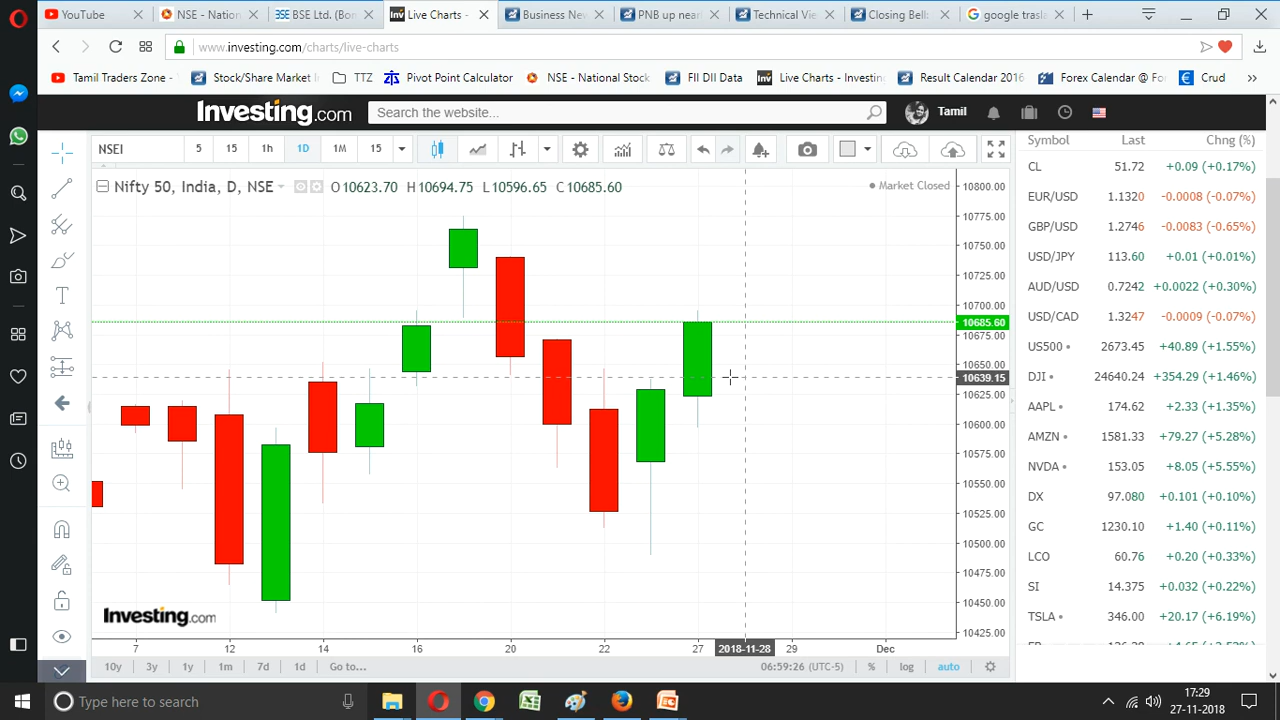 YouTube
NSE - Nation
BSE Ltd. (Bom
Live Charts -
Business New
PNB up near
Technical Vie
Closing Bell:
google trasla
www.investing.com/charts/live-charts
Tamil Traders Zone -
Stock/Share Market
TTZ
Pivot Point Calculator
NSE - National Stock
FII DII Data
Live Charts - Investing
Result Calendar 2016
Forex Calendar @ Fo
Crud
Investing.com
Search the website...
Tamil
NSEI
5
15
1h
1D
1M
15
Nifty 50, India, D, NSE
O10623.70 H10694.75 L10596.65 C10685.60
Market Closed
10800.00
10775.00
10750.00
10725.00
10700.00
10685.60
10675.00
10650.00
10639.15
10625.00
10600.00
10575.00
10550.00
10525.00
10500.00
10475.00
10450.00
10425.00
Investing.com
7
12
14
16
20
22
27
2018-11-28
29
Dec
10y
3y
1y
1m
7d
1d
Go to...
06:59:26 (UTC-5)
%
log
auto
Symbol Last Chng (%)
CL 51.72 +0.09 (+0.17%)
EUR/USD 1.1320 -0.0008 (-0.07%)
GBP/USD 1.2746 -0.0083 (-0.65%)
USD/JPY 113.60 +0.01 (+0.01%)
AUD/USD 0.7242 +0.0022 (+0.30%)
USD/CAD 1.3247 -0.0009 (-0.07%)
US500 2673.45 +40.89 (+1.55%)
DJI 24640.24 +354.29 (+1.46%)
AAPL 174.62 +2.33 (+1.35%)
AMZN 1581.33 +79.27 (+5.28%)
NVDA 153.05 +8.05 (+5.55%)
DX 97.080 +0.101 (+0.10%)
GC 1230.10 +1.40 (+0.11%)
LCO 60.76 +0.20 (+0.33%)
SI 14.375 +0.032 (+0.22%)
TSLA 346.00 +20.17 (+6.19%)
Type here to search
17:29
27-11-2018